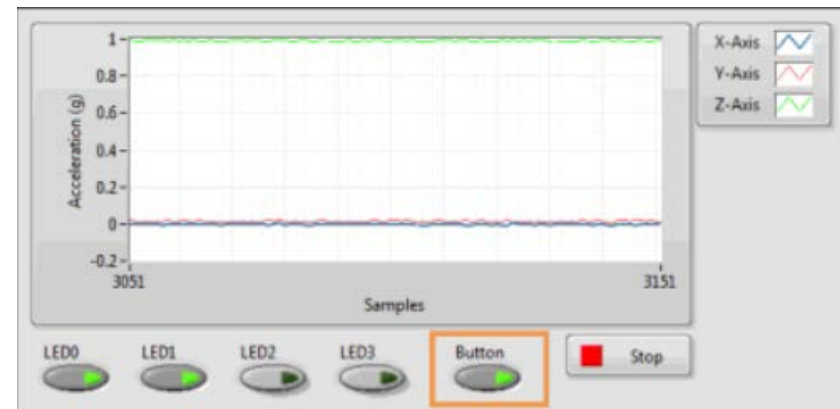 1
0.8
0.6
0.4
0.2
0
-0.2
Acceleration (g)
3051
3151
Samples
X-Axis
Y-Axis
Z-Axis
LED0
LED1
LED2
LED3
Button
Stop